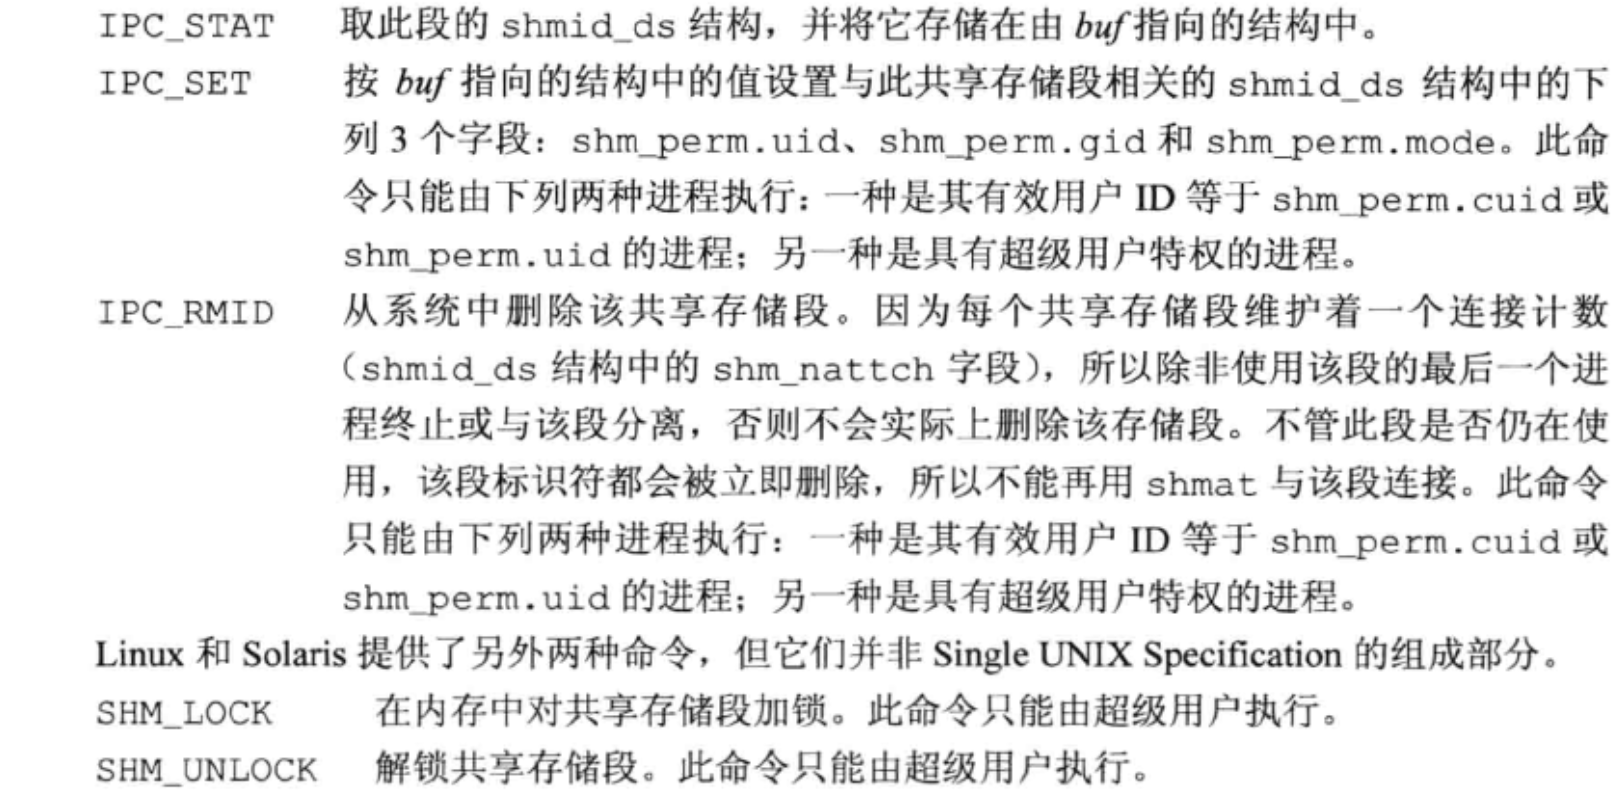 IPC_STAT 取此段的 shmid_ds 结构，并将它存储在由 buf 指向的结构中。
IPC_SET 按 buf 指向的结构中的值设置与此共享存储段相关的 shmid_ds 结构中的下
列 3 个字段：shm_perm.uid、shm_perm.gid 和 shm_perm.mode。此命
令只能由下列两种进程执行：一种是其有效用户 ID 等于 shm_perm.cuid 或
shm_perm.uid 的进程；另一种是具有超级用户特权的进程。
IPC_RMID 从系统中删除该共享存储段。因为每个共享存储段维护着一个连接计数
（shmid_ds 结构中的 shm_nattch 字段），所以除非使用该段的最后一个进
程终止或与该段分离，否则不会实际上删除该存储段。不管此段是否仍在使
用，该段标识符都会被立即删除，所以不能再用 shmat 与该段连接。此命令
只能由下列两种进程执行：一种是其有效用户 ID 等于 shm_perm.cuid 或
shm_perm.uid 的进程；另一种是具有超级用户特权的进程。
Linux 和 Solaris 提供了另外两种命令，但它们并非 Single UNIX Specification 的组成部分。
SHM_LOCK 在内存中对共享存储段加锁。此命令只能由超级用户执行。
SHM_UNLOCK 解锁共享存储段。此命令只能由超级用户执行。